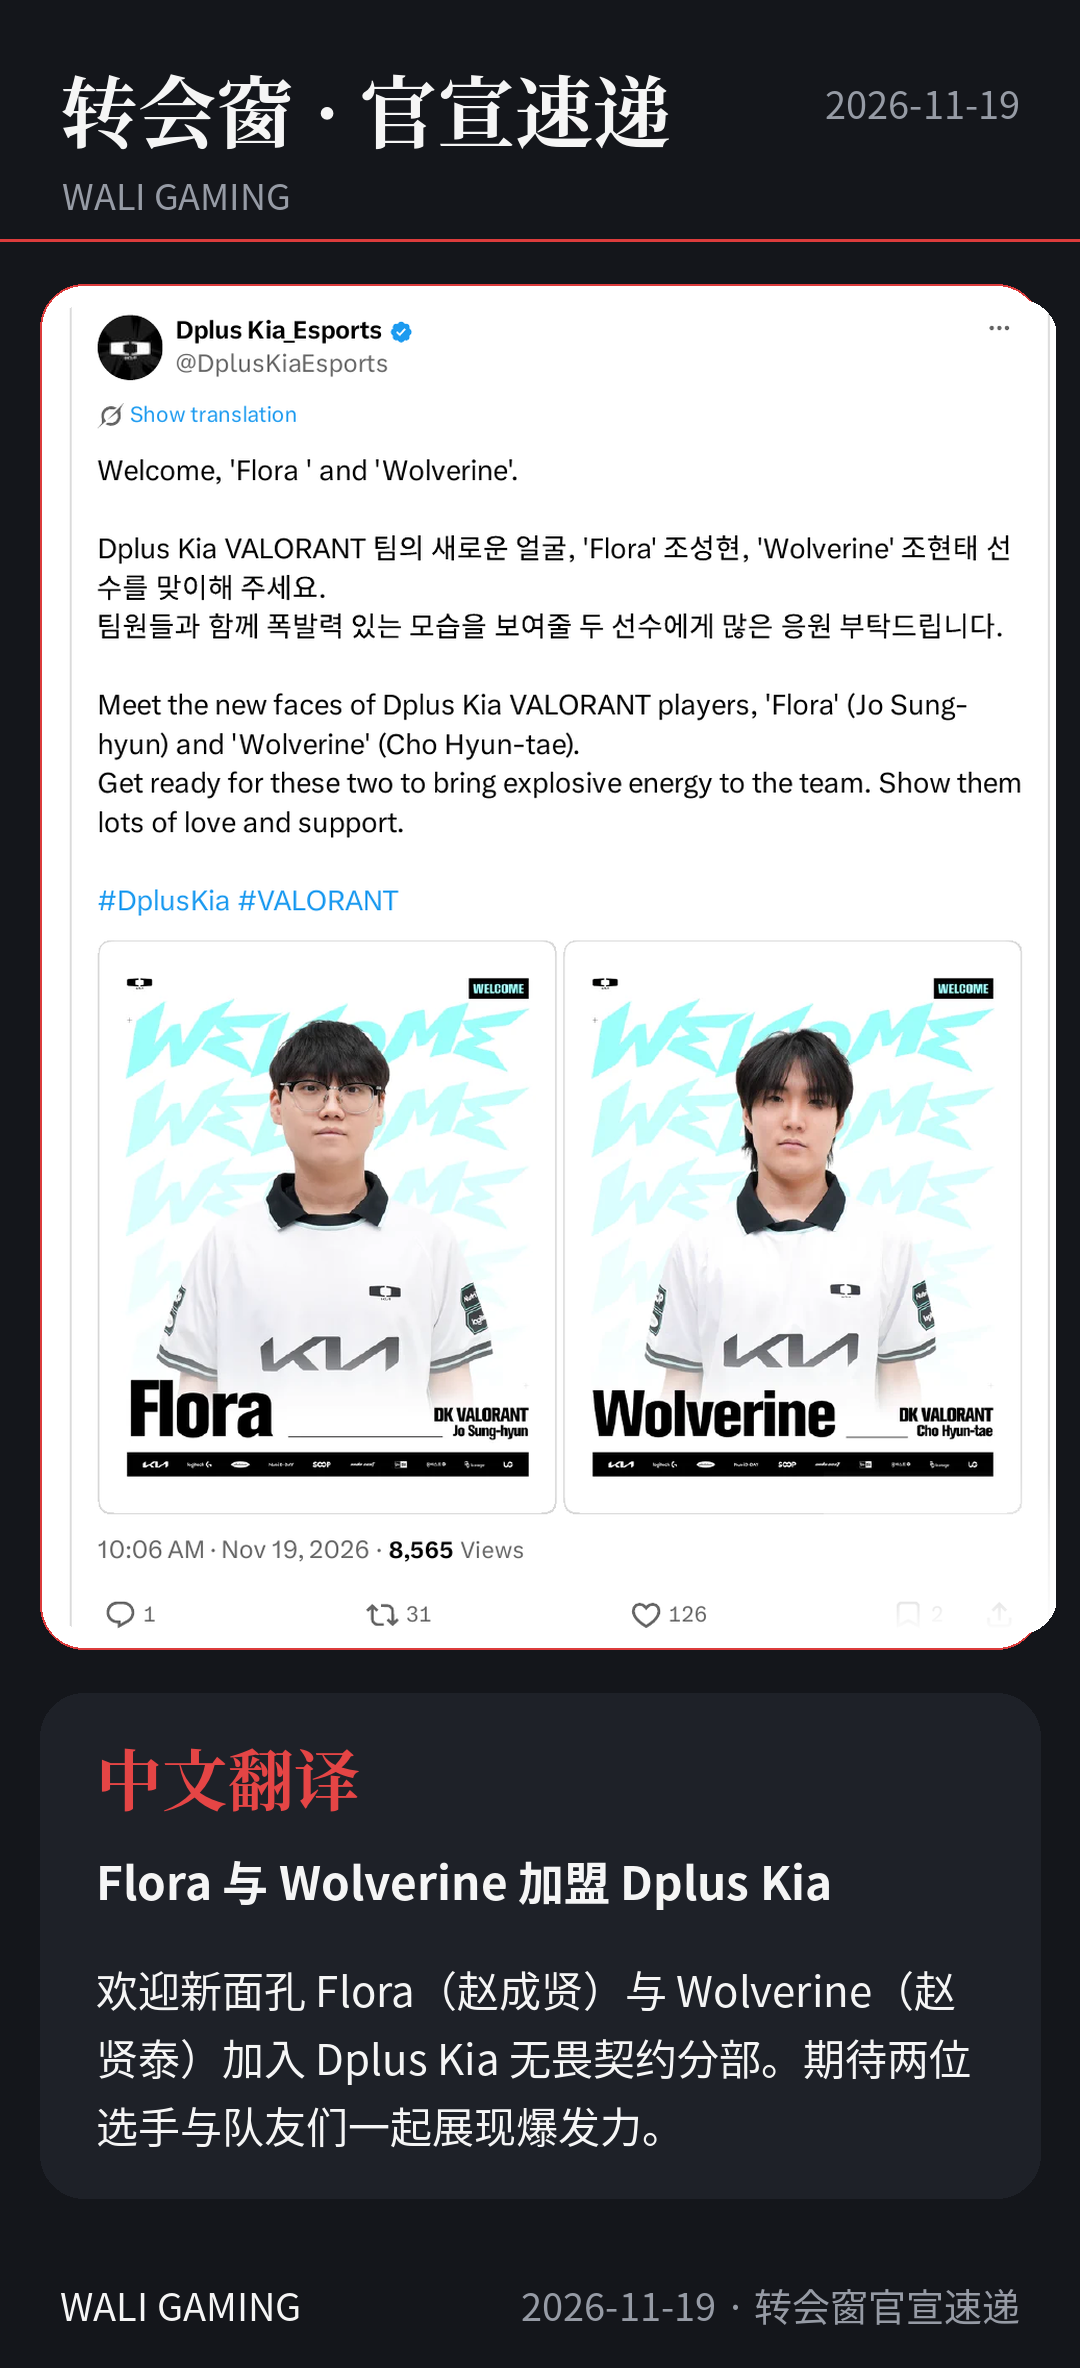 转会窗 · 官宣速递
2026-11-19
WALI GAMING
Dplus Kia_Esports
@DplusKiaEsports
Show translation
Welcome, 'Flora ' and 'Wolverine'.
Dplus Kia VALORANT 팀의 새로운 얼굴, 'Flora' 조성현, 'Wolverine' 조현태 선
수를 맞이해 주세요.
팀원들과 함께 폭발력 있는 모습을 보여줄 두 선수에게 많은 응원 부탁드립니다.
Meet the new faces of Dplus Kia VALORANT players, 'Flora' (Jo Sung-
hyun) and 'Wolverine' (Cho Hyun-tae).
Get ready for these two to bring explosive energy to the team. Show them
lots of love and support.
#DplusKia #VALORANT
WELCOME
WELCOME
KIA
Flora
DK VALORANT
Jo Sung-hyun
KIA
SOOP
WELCOME
WELCOME
KIA
Wolverine
DK VALORANT
Cho Hyun-tae
KIA
SOOP
10:06 AM · Nov 19, 2026 · 8,565 Views
1
31
126
2
中文翻译
Flora 与 Wolverine 加盟 Dplus Kia
欢迎新面孔 Flora（赵成贤）与 Wolverine（赵
贤泰）加入 Dplus Kia 无畏契约分部。期待两位
选手与队友们一起展现爆发力。
WALI GAMING
2026-11-19 · 转会窗官宣速递